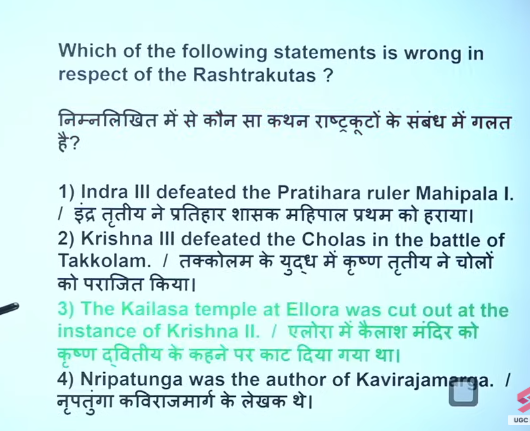 Which of the following statements is wrong in
respect of the Rashtrakutas ?
निम्नलिखित में से कौन सा कथन राष्ट्रकूटों के संबंध में गलत
है?
1) Indra III defeated the Pratihara ruler Mahipala I.
/ इंद्र तृतीय ने प्रतिहार शासक महिपाल प्रथम को हराया।
2) Krishna III defeated the Cholas in the battle of
Takkolam. / तक्कोलम के युद्ध में कृष्ण तृतीय ने चोलों
को पराजित किया।
3) The Kailasa temple at Ellora was cut out at the
instance of Krishna II. / एलोरा में कैलाश मंदिर को
कृष्ण द्वितीय के कहने पर काट दिया गया था।
4) Nripatunga was the author of Kavirajamarga. /
नृपतुंगा कविराजमार्ग के लेखक थे।
UGC